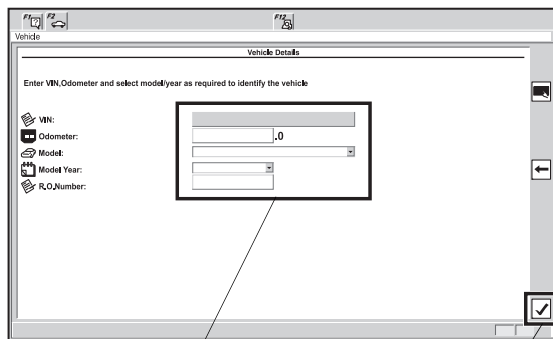 F1 F2 F12
Vehicle
Vehicle Details
Enter VIN,Odometer and select model/year as required to identify the vehicle
VIN:
Odometer: .0
Model:
Model Year:
R.O.Number: